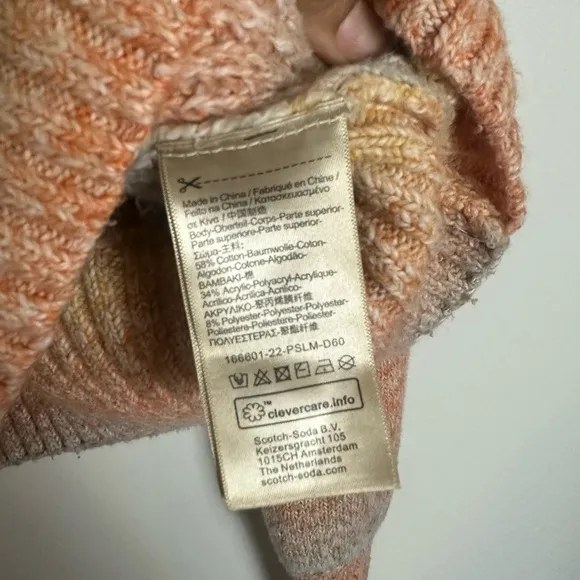 Made in China / Fabriqué en Chine /
Feito na China / Κατασκευασμένο
σε Κίνα / 中国制造
Body-Oberteil-Corps-Parte superior-
Parte superiore-Parte superior-
Σώμα-主料:
58% Cotton-Baumwolle-Coton-
Algodon-Cotone-Algodão-
ΒΑΜΒΑΚΙ-棉
34% Acrylic-Polyacryl-Acrylique-
Acrilico-Acrilica-Acrilico-
ΑΚΡΥΛΙΚΟ-聚丙烯腈纤维
8% Polyester-Polyester-Polyester-
Poliestere-Poliester-Poliester-
ΠΟΛΥΕΣΤΕΡΑΣ-聚酯纤维
166601-22-PSLM-D60
™
clevercare.info
Scotch-Soda B.V.
Keizersgracht 105
1015CH Amsterdam
The Netherlands
scotch-soda.com